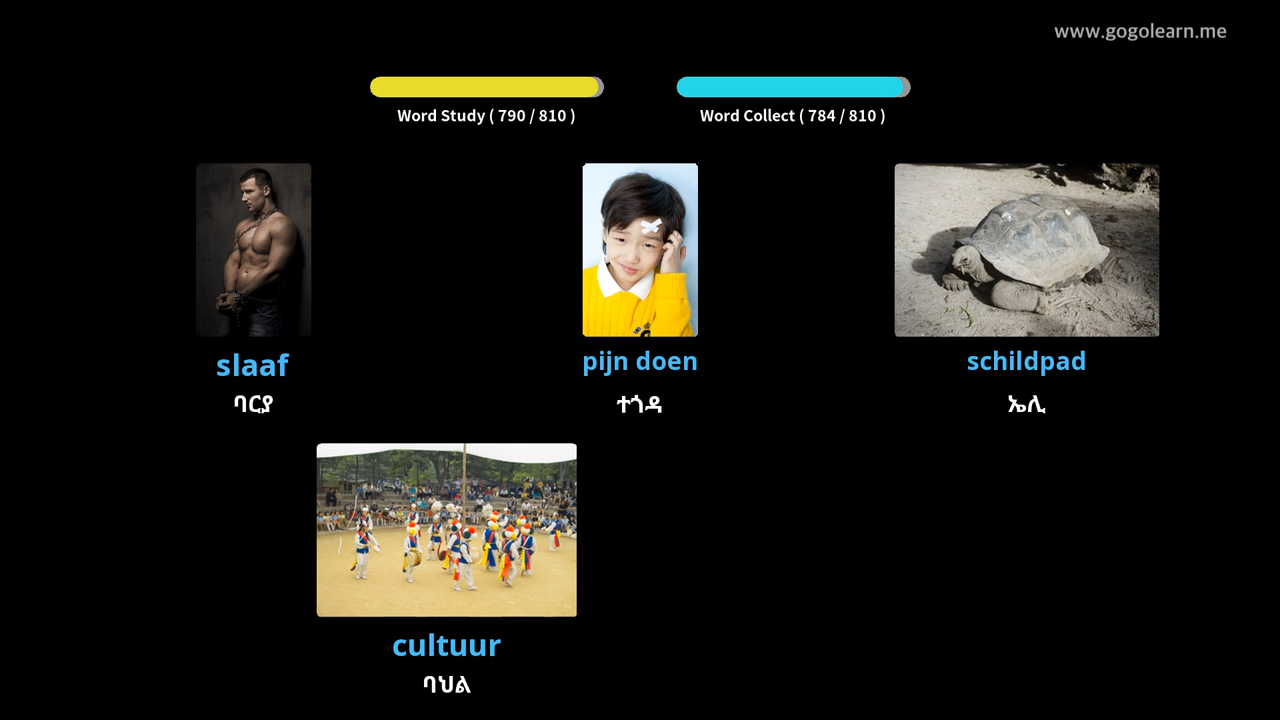 www.gogolearn.me
Word Study ( 790 / 810 )
Word Collect ( 784 / 810 )
slaaf
ባርያ
pijn doen
ተጎዳ
schildpad
ኤሊ
cultuur
ባህል